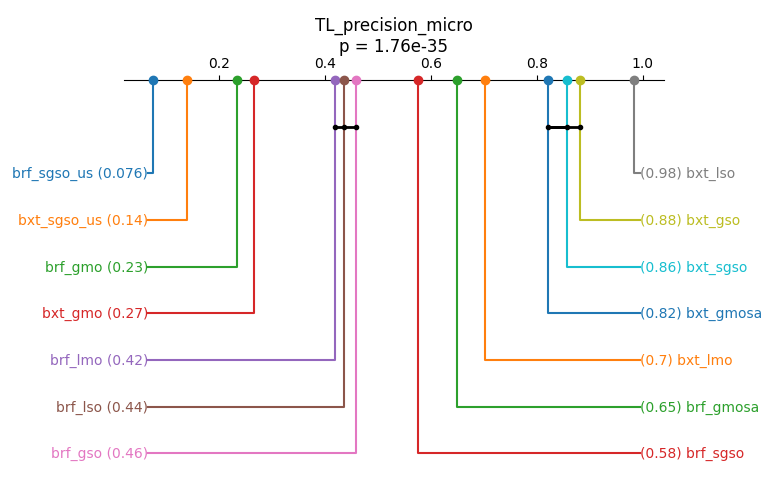 TL_precision_micro
p = 1.76e-35
0.2 0.4 0.6 0.8 1.0
brf_sgso_us (0.076) (0.98) bxt_lso
bxt_sgso_us (0.14) (0.88) bxt_gso
brf_gmo (0.23) (0.86) bxt_sgso
bxt_gmo (0.27) (0.82) bxt_gmosa
brf_lmo (0.42) (0.7) bxt_lmo
brf_lso (0.44) (0.65) brf_gmosa
brf_gso (0.46) (0.58) brf_sgso